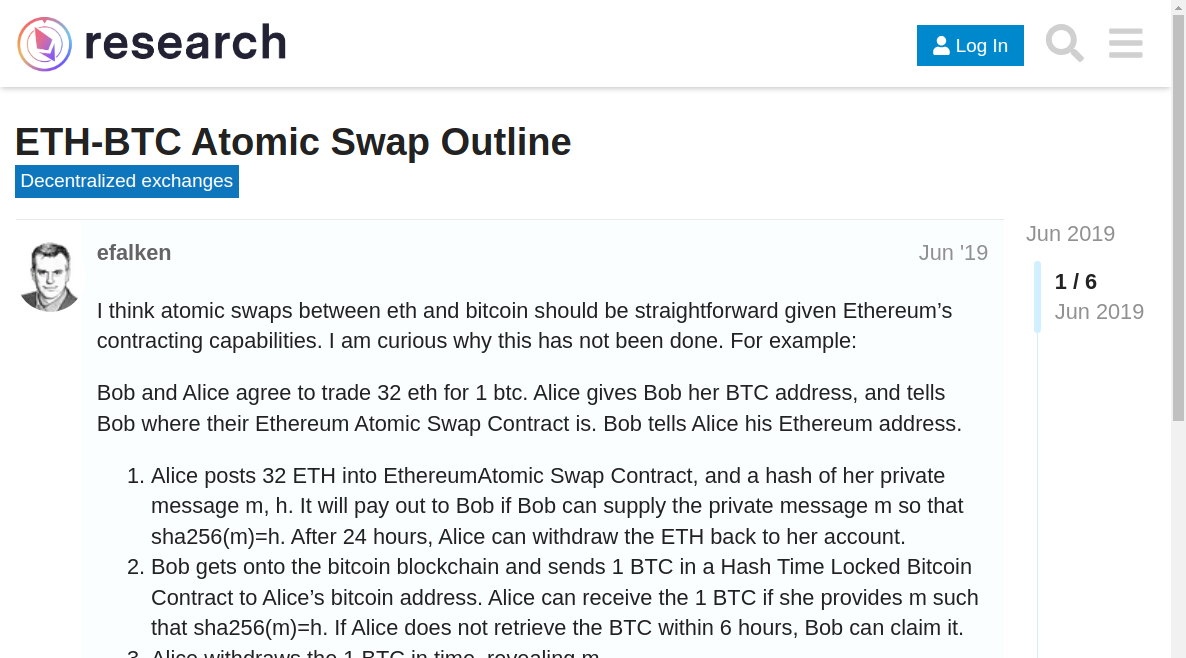 research
Log In
ETH-BTC Atomic Swap Outline
Decentralized exchanges
efalken
Jun '19
Jun 2019
1 / 6
Jun 2019
I think atomic swaps between eth and bitcoin should be straightforward given Ethereum’s
contracting capabilities. I am curious why this has not been done. For example:
Bob and Alice agree to trade 32 eth for 1 btc. Alice gives Bob her BTC address, and tells
Bob where their Ethereum Atomic Swap Contract is. Bob tells Alice his Ethereum address.
1. Alice posts 32 ETH into EthereumAtomic Swap Contract, and a hash of her private
message m, h. It will pay out to Bob if Bob can supply the private message m so that
sha256(m)=h. After 24 hours, Alice can withdraw the ETH back to her account.
2. Bob gets onto the bitcoin blockchain and sends 1 BTC in a Hash Time Locked Bitcoin
Contract to Alice’s bitcoin address. Alice can receive the 1 BTC if she provides m such
that sha256(m)=h. If Alice does not retrieve the BTC within 6 hours, Bob can claim it.
3. Alice withdraws the 1 BTC in time, revealing m